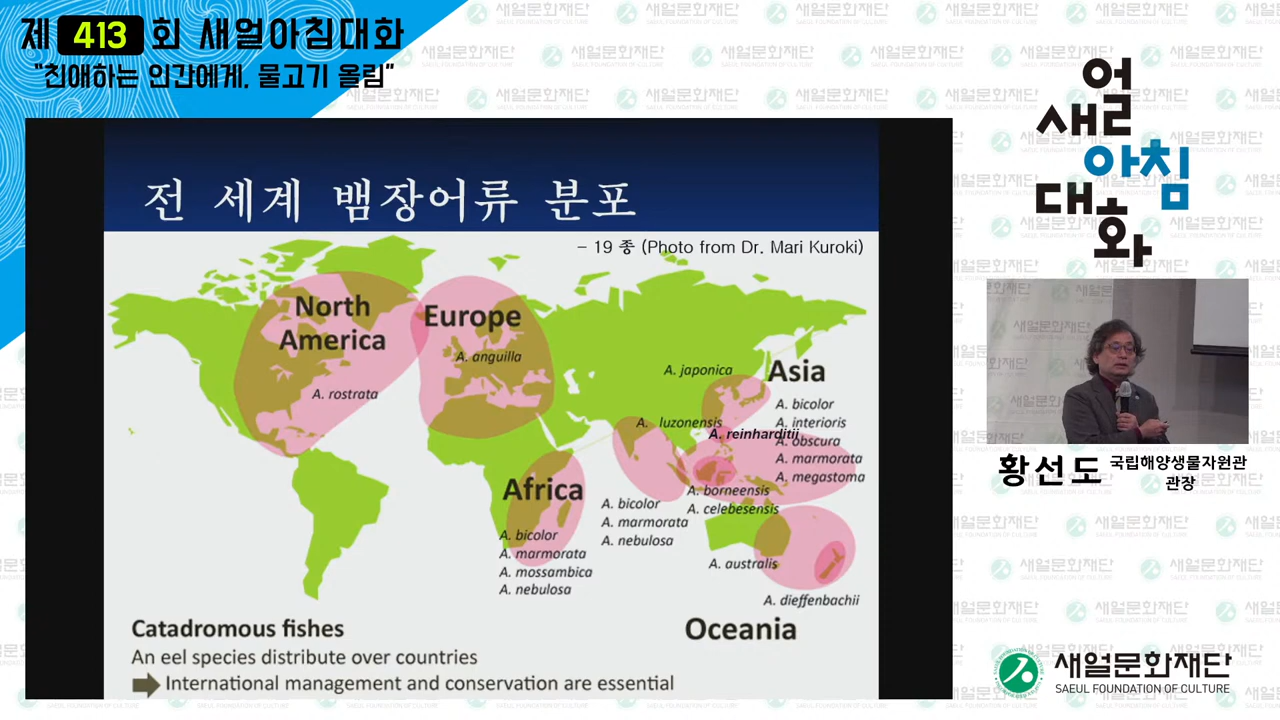 제 413 회 새얼아침대화
"친애하는 인간에게, 물고기 올림"
얼
새
아침
대
화
전 세계 뱀장어류 분포
- 19 종 (Photo from Dr. Mari Kuroki)
North
America
A. rostrata
Europe
A. anguilla
Asia
A. japonica
A. bicolor
A. interioris
A. luzonensis
A. reinharditij
A. obscura
A. marmorata
A. megastoma
A. borneensis
A. celebesensis
A. bicolor
A. marmorata
A. nebulosa
Africa
A. bicolor
A. marmorata
A. mossambica
A. nebulosa
A. australis
A. dieffenbachii
Oceania
Catadromous fishes
An eel species distribute over countries
International management and conservation are essential
황선도 국립해양생물자원관
관장
새얼문화재단
SAEUL FOUNDATION OF CULTURE